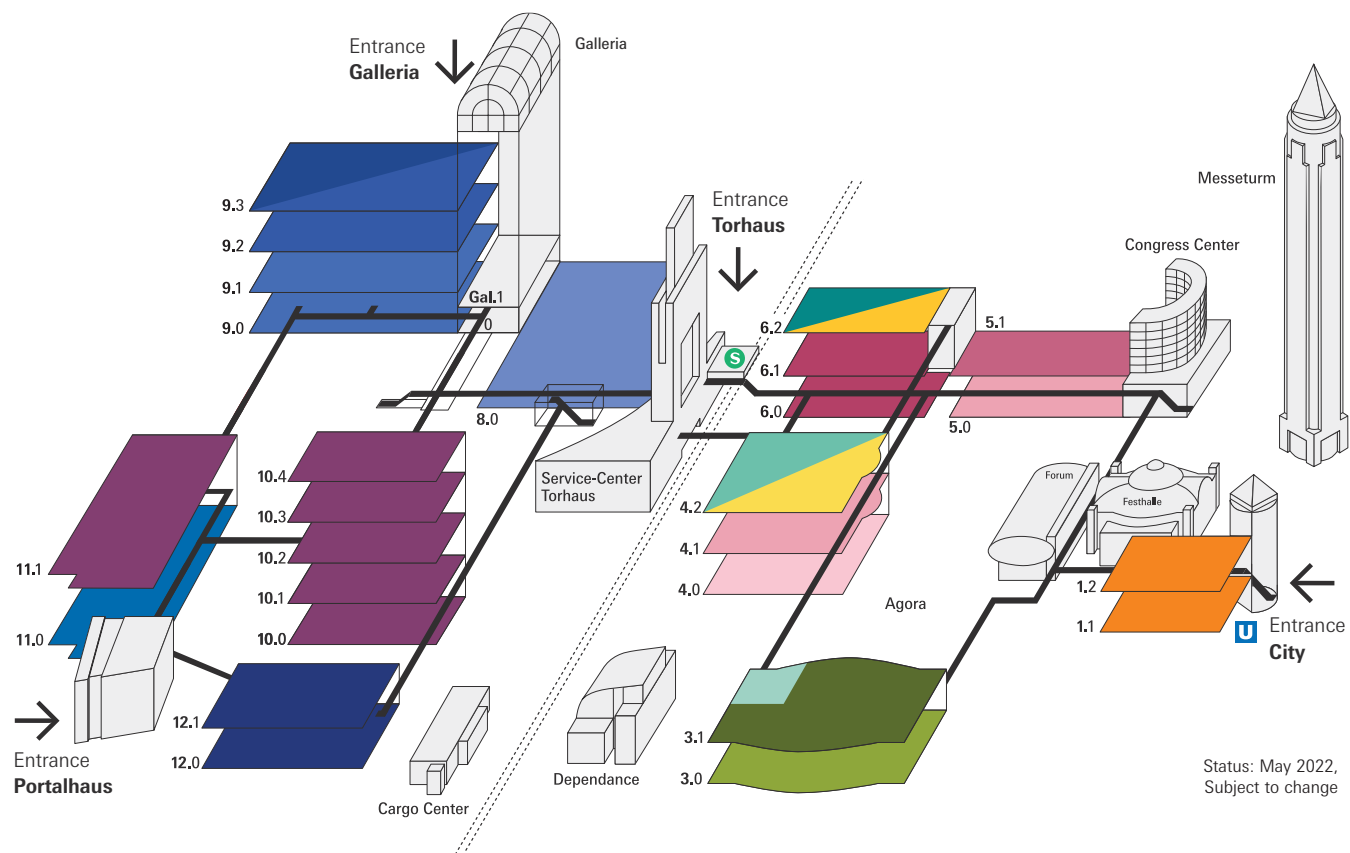 Entrance
Galleria
Galleria
Messeturm
Entrance
Torhaus
Congress Center
9.3
9.2
9.1
9.0
Gal.1
0
8.0
S
6.2
6.1
6.0
5.1
5.0
Service-Center
Torhaus
10.4
10.3
10.2
10.1
10.0
11.1
11.0
4.2
4.1
4.0
Forum
Festhalle
1.2
1.1
U
Entrance
City
Agora
Entrance
Portalhaus
12.1
12.0
Cargo Center
Dependance
3.1
3.0
Status: May 2022,
Subject to change